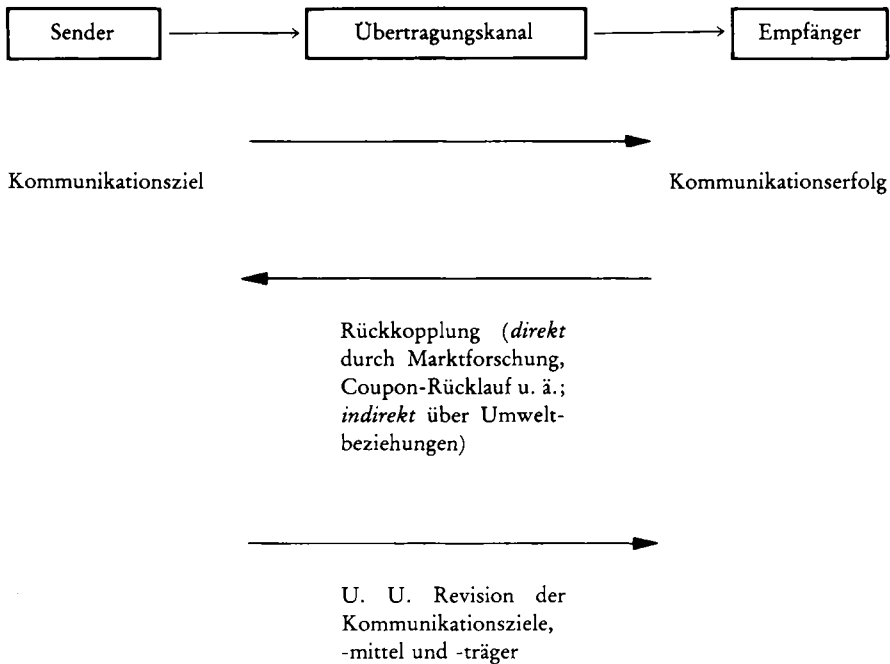 Sender Übertragungskanal Empfänger
Kommunikationsziel Kommunikationserfolg
Rückkopplung (direkt
durch Marktforschung,
Coupon-Rücklauf u. ä.;
indirekt über Umwelt-
beziehungen)
U. U. Revision der
Kommunikationsziele,
-mittel und -träger